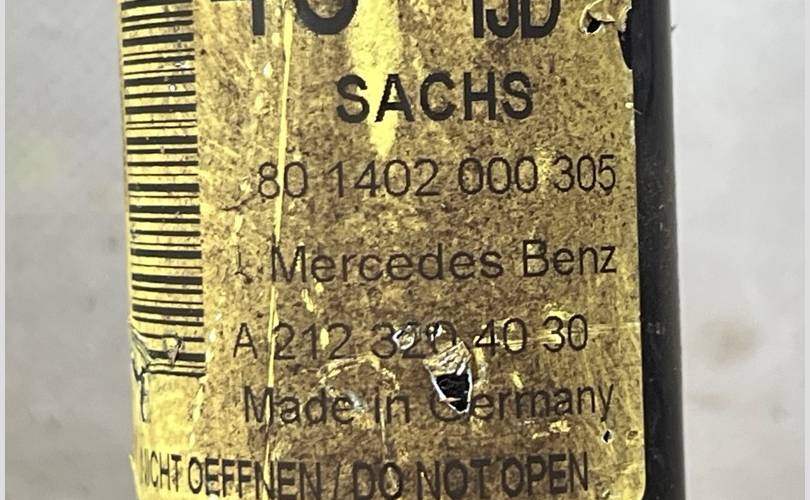 SACHS
80 1402 000 305
Mercedes Benz
A 212 320 40 30
Made in Germany
NICHT OEFFNEN / DO NOT OPEN